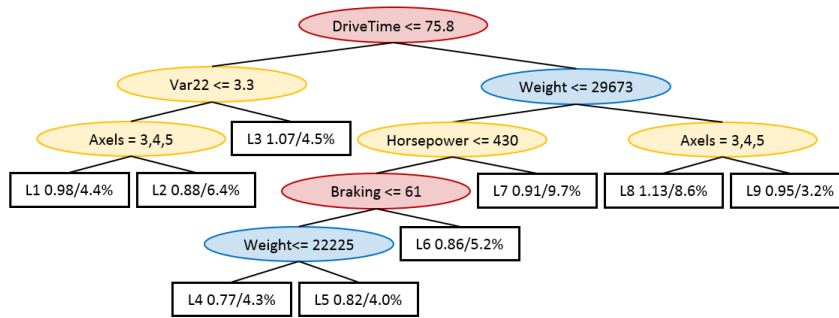 DriveTime <= 75.8
Var22 <= 3.3
Weight <= 29673
Axels = 3,4,5
L3 1.07/4.5%
Horsepower <= 430
Axels = 3,4,5
L1 0.98/4.4%
L2 0.88/6.4%
Braking <= 61
L7 0.91/9.7%
L8 1.13/8.6%
L9 0.95/3.2%
Weight<= 22225
L6 0.86/5.2%
L4 0.77/4.3%
L5 0.82/4.0%